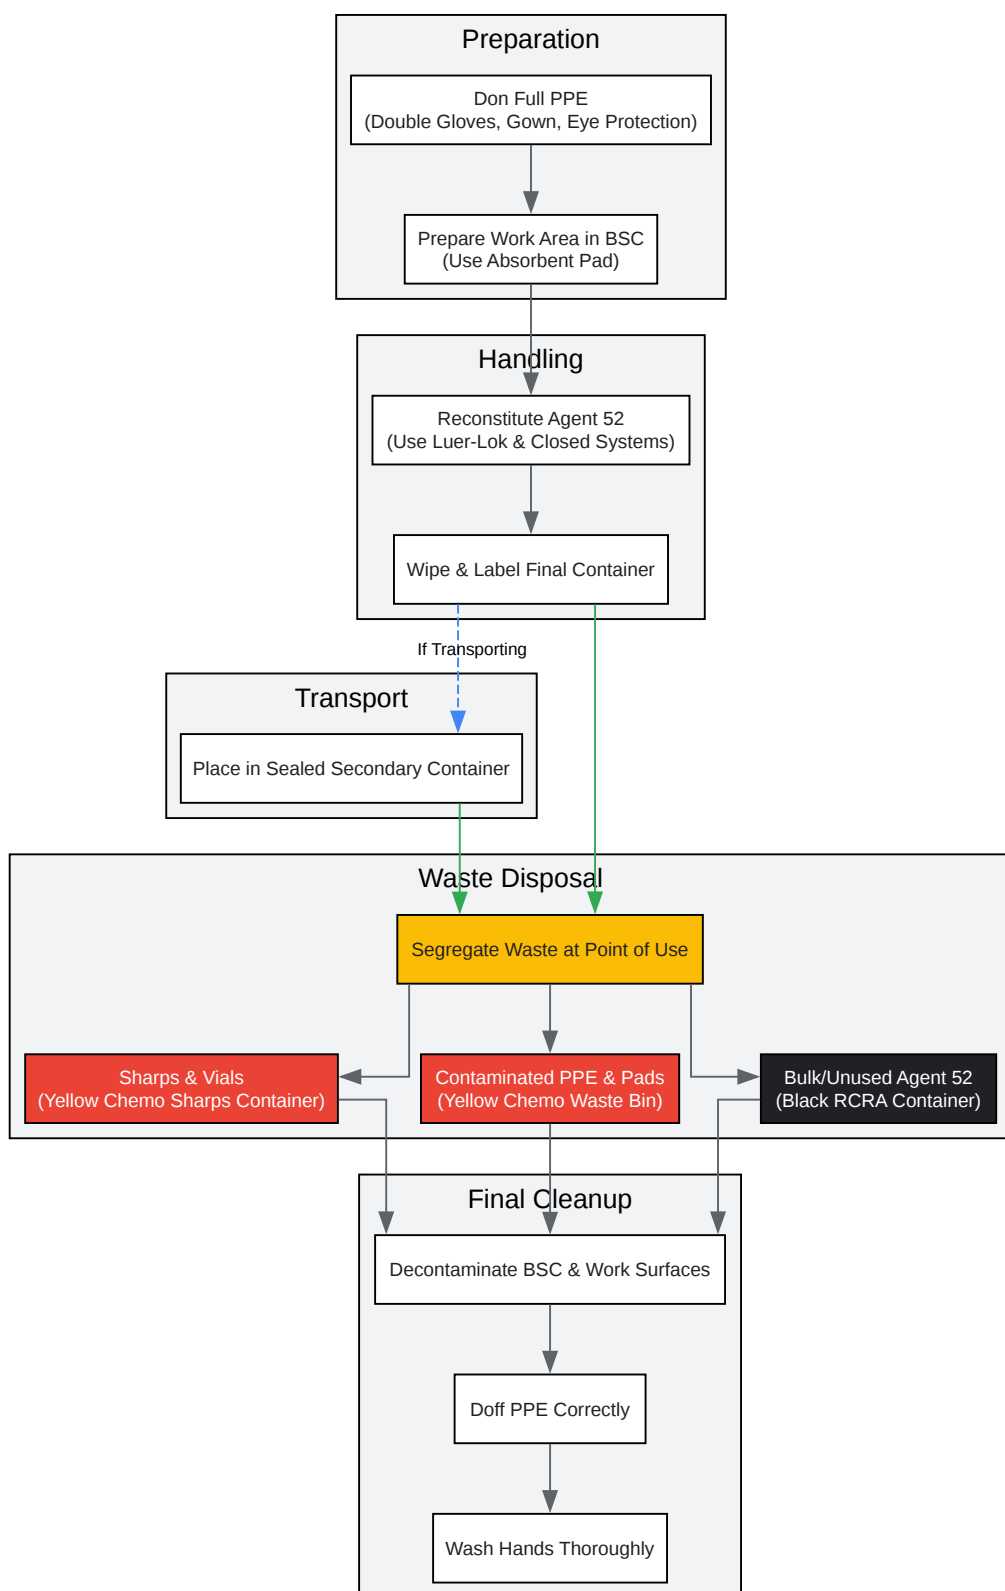 Preparation
Don Full PPE
(Double Gloves, Gown, Eye Protection)
Prepare Work Area in BSC
(Use Absorbent Pad)
Handling
Reconstitute Agent 52
(Use Luer-Lok & Closed Systems)
Wipe & Label Final Container
If Transporting
Transport
Place in Sealed Secondary Container
Waste Disposal
Segregate Waste at Point of Use
Sharps & Vials
(Yellow Chemo Sharps Container)
Contaminated PPE & Pads
(Yellow Chemo Waste Bin)
Bulk/Unused Agent 52
(Black RCRA Container)
Final Cleanup
Decontaminate BSC & Work Surfaces
Doff PPE Correctly
Wash Hands Thoroughly